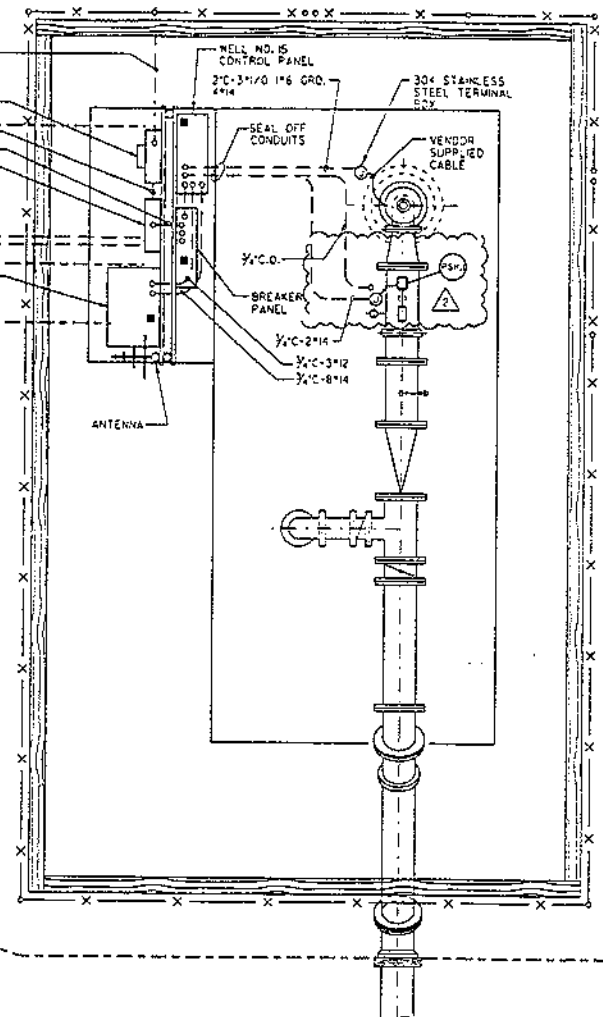 WELL NO. 15
CONTROL PANEL
2"C-3#1/0 1#6 GRD.
4#14
304 STAINLESS
STEEL TERMINAL
BOX
SEAL OFF
CONDUITS
VENDOR
SUPPLIED
CABLE
¾"C.O.
BREAKER
PANEL
2
¾"C-2#14
¾"C-3#12
¾"C-8#14
ANTENNA